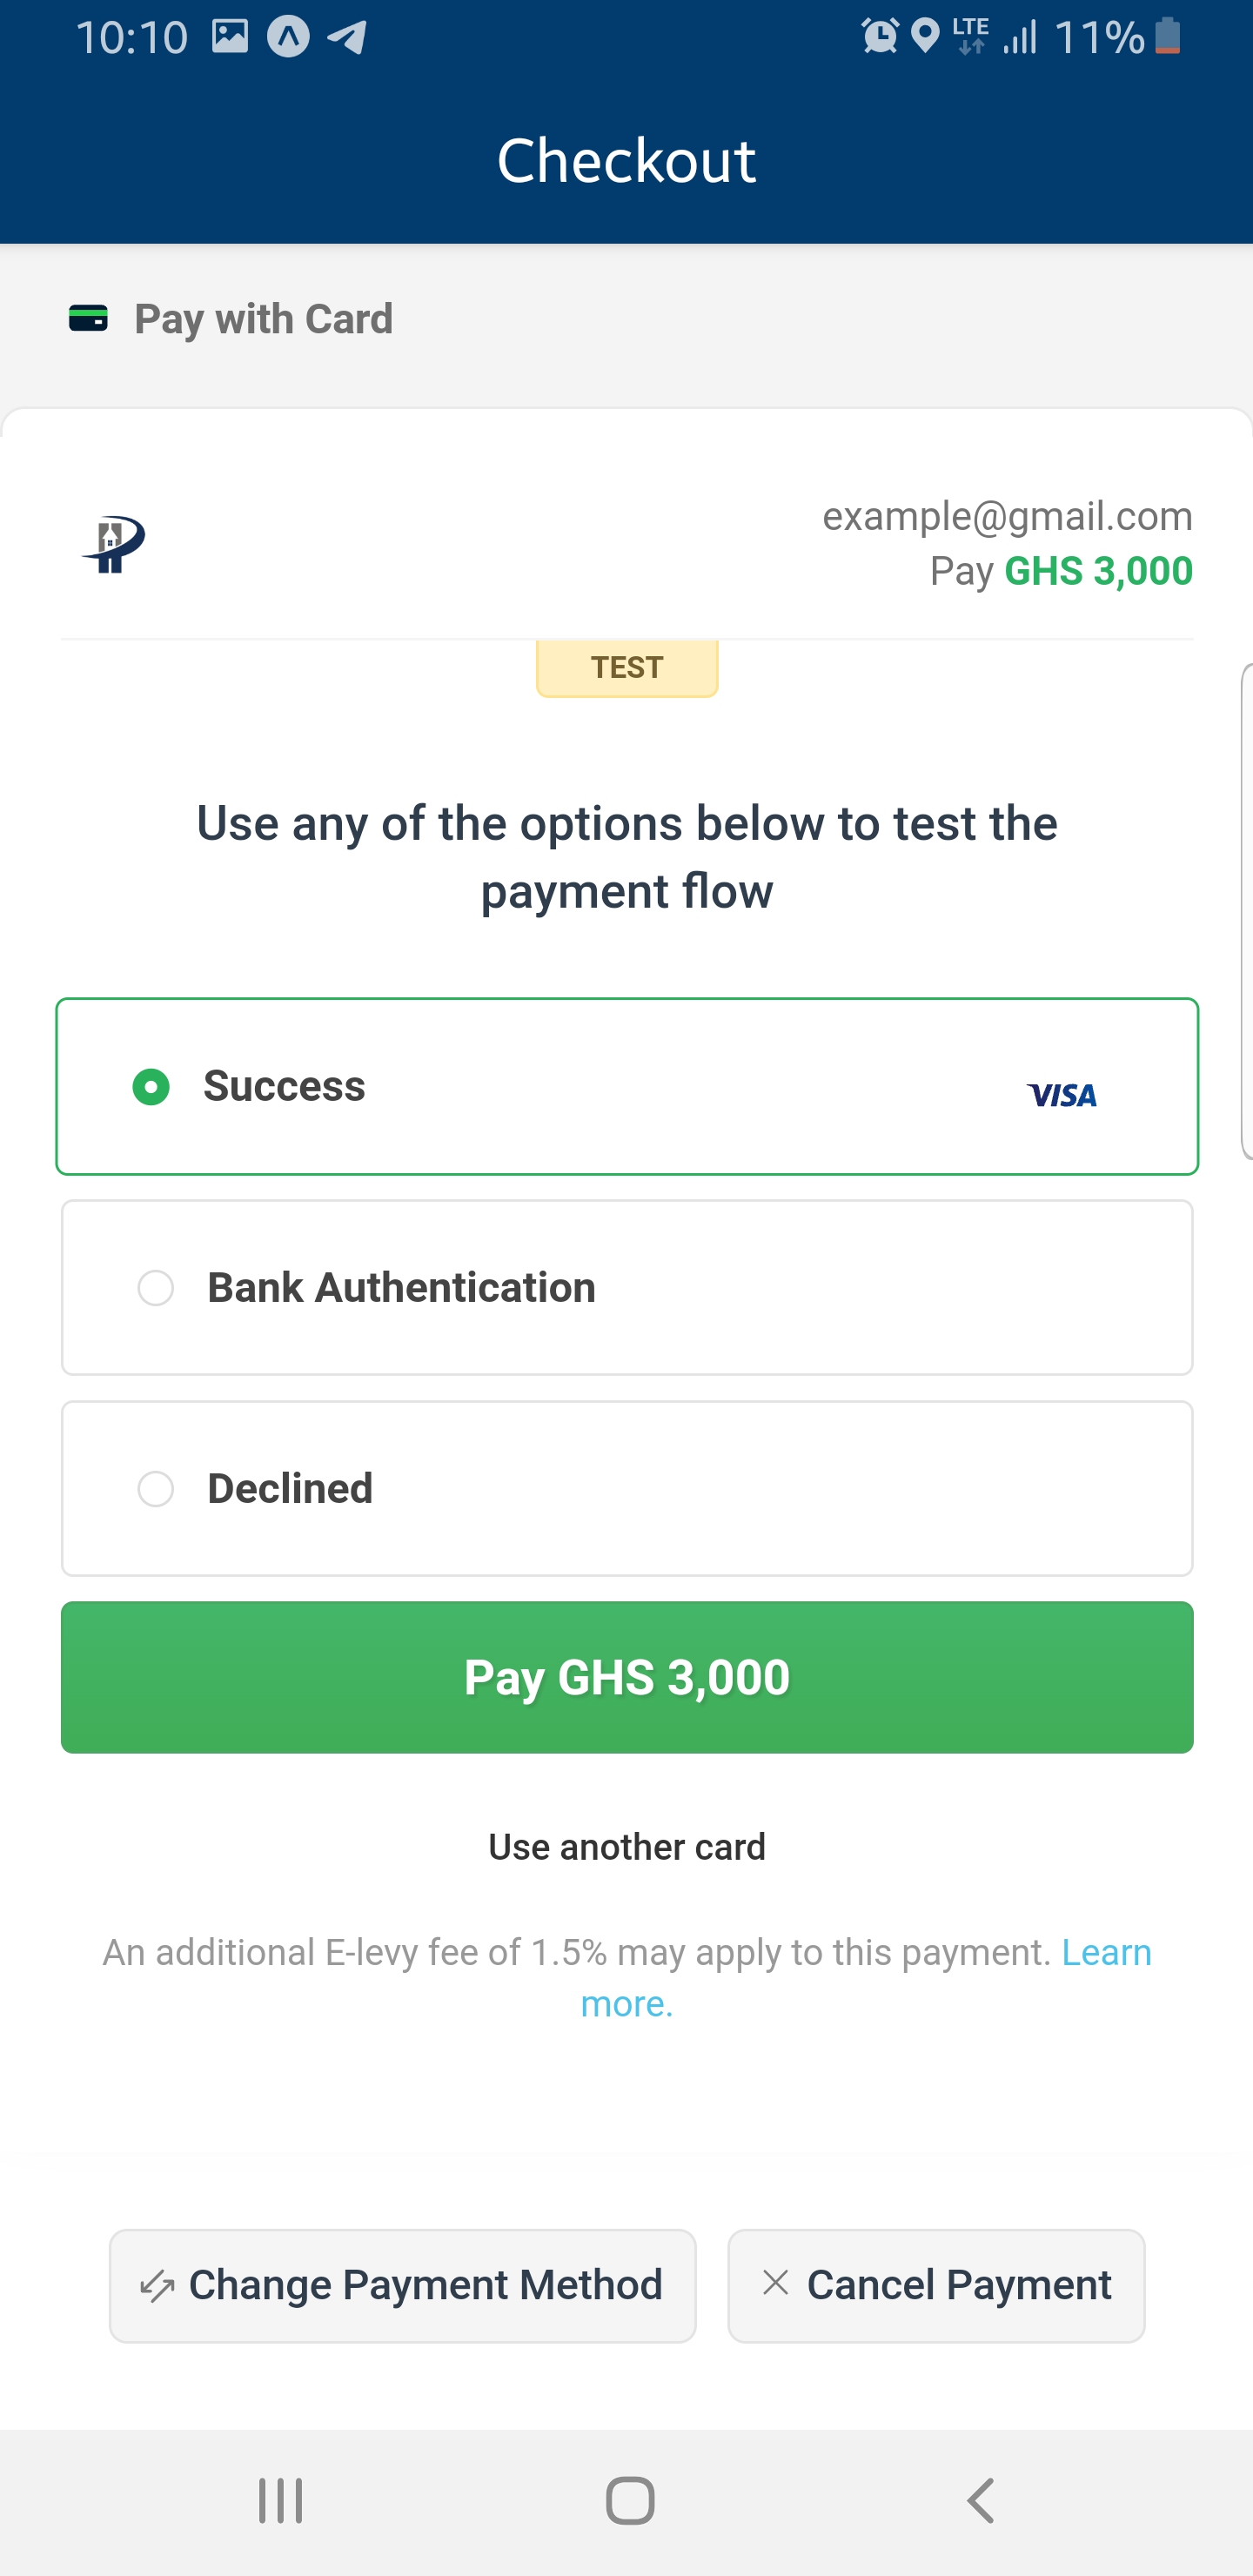 10:10 LTE 11%
Checkout
Pay with Card
example@gmail.com
Pay GHS 3,000
TEST
Use any of the options below to test the
payment flow
Success VISA
Bank Authentication
Declined
Pay GHS 3,000
Use another card
An additional E-levy fee of 1.5% may apply to this payment. Learn
more.
Change Payment Method Cancel Payment